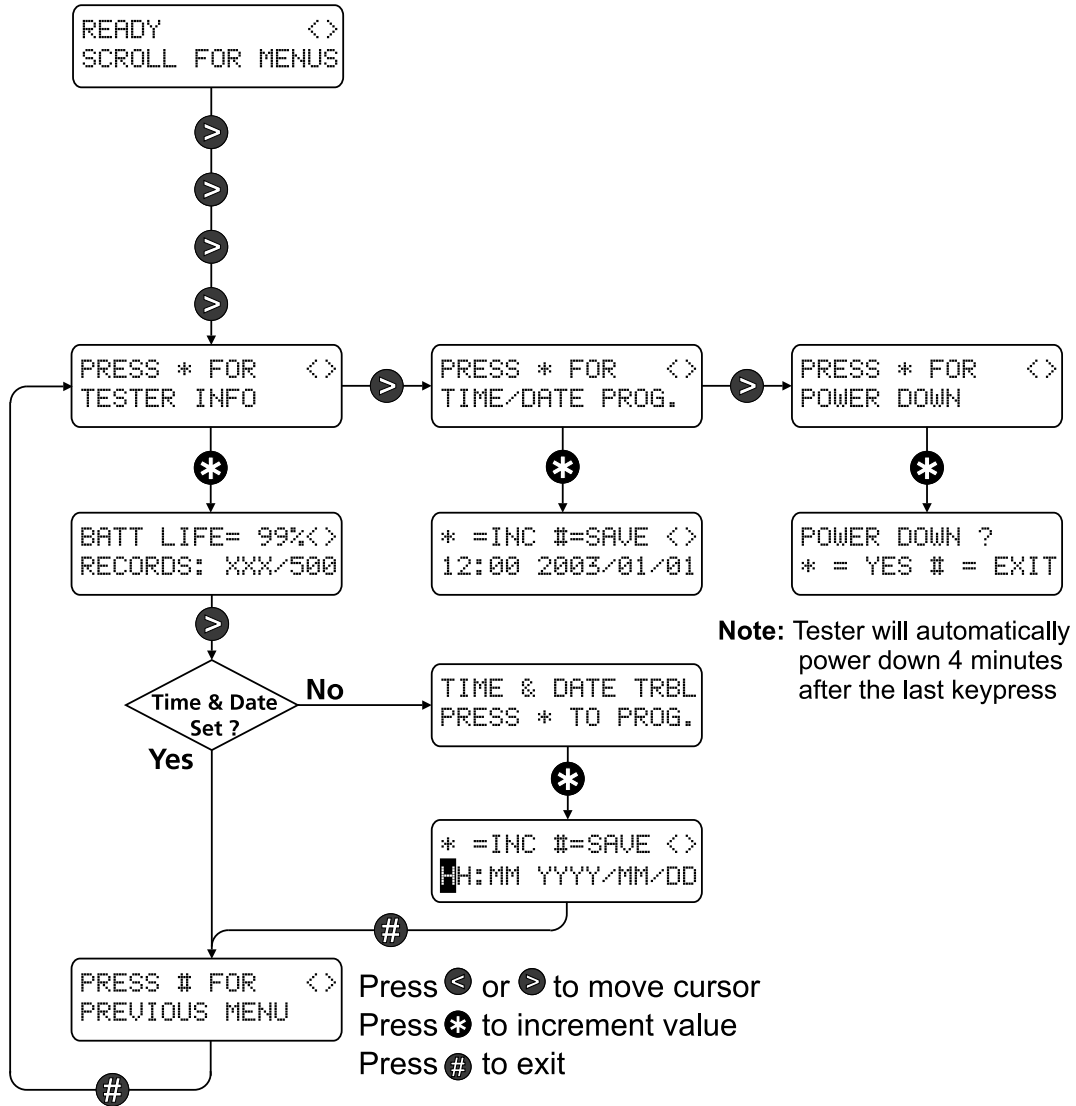 READY <>
SCROLL FOR MENUS
>
>
>
>
PRESS * FOR <>
TESTER INFO
>
PRESS * FOR <>
TIME/DATE PROG.
>
PRESS * FOR <>
POWER DOWN
*
*
*
BATT LIFE= 99%<>
RECORDS: XXX/500
* =INC #=SAVE <>
12:00 2003/01/01
POWER DOWN ?
* = YES # = EXIT
Note: Tester will automatically
power down 4 minutes
after the last keypress
>
Time & Date
Set ?
No
Yes
TIME & DATE TRBL
PRESS * TO PROG.
*
* =INC #=SAVE <>
HH:MM YYYY/MM/DD
#
PRESS # FOR <>
PREVIOUS MENU
#
Press < or > to move cursor
Press * to increment value
Press # to exit